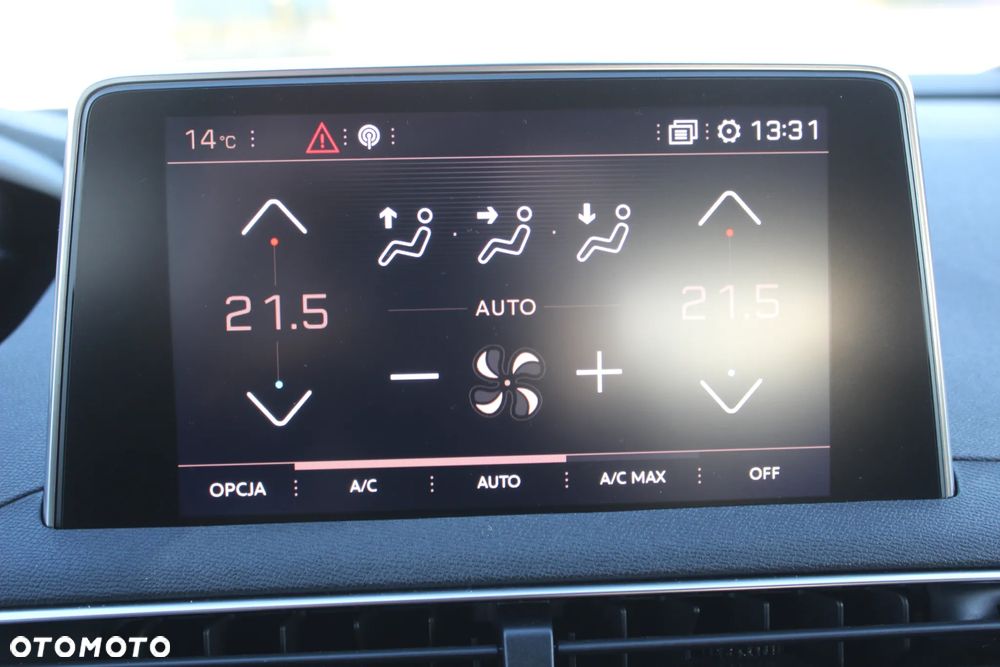 14°C 13:31
21.5 21.5
AUTO
OPCJA A/C AUTO A/C MAX OFF
OTOMOTO